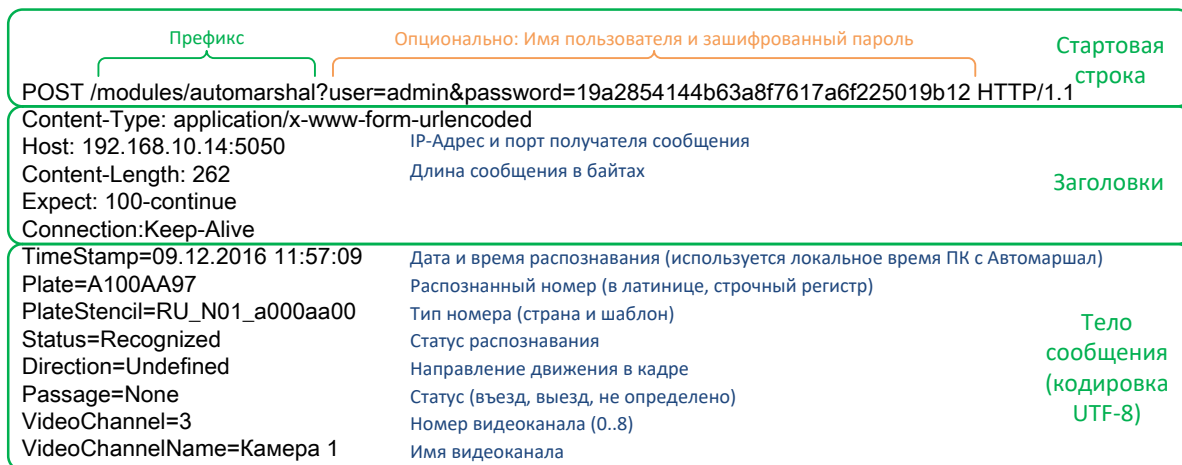 Префикс
Опционально: Имя пользователя и зашифрованный пароль
Стартовая строка
POST /modules/automarshal?user=admin&password=19a2854144b63a8f7617a6f225019b12 HTTP/1.1
Content-Type: application/x-www-form-urlencoded
Host: 192.168.10.14:5050 IP-Адрес и порт получателя сообщения
Content-Length: 262 Длина сообщения в байтах
Заголовки
Expect: 100-continue
Connection:Keep-Alive
TimeStamp=09.12.2016 11:57:09 Дата и время распознавания (используется локальное время ПК с Автомаршал)
Plate=A100AA97 Распознанный номер (в латинице, строчный регистр)
PlateStencil=RU_N01_a000aa00 Тип номера (страна и шаблон)
Status=Recognized Статус распознавания
Direction=Undefined Направление движения в кадре
Passage=None Статус (въезд, выезд, не определено)
VideoChannel=3 Номер видеоканала (0..8)
VideoChannelName=Камера 1 Имя видеоканала
Тело
сообщения
(кодировка
UTF-8)